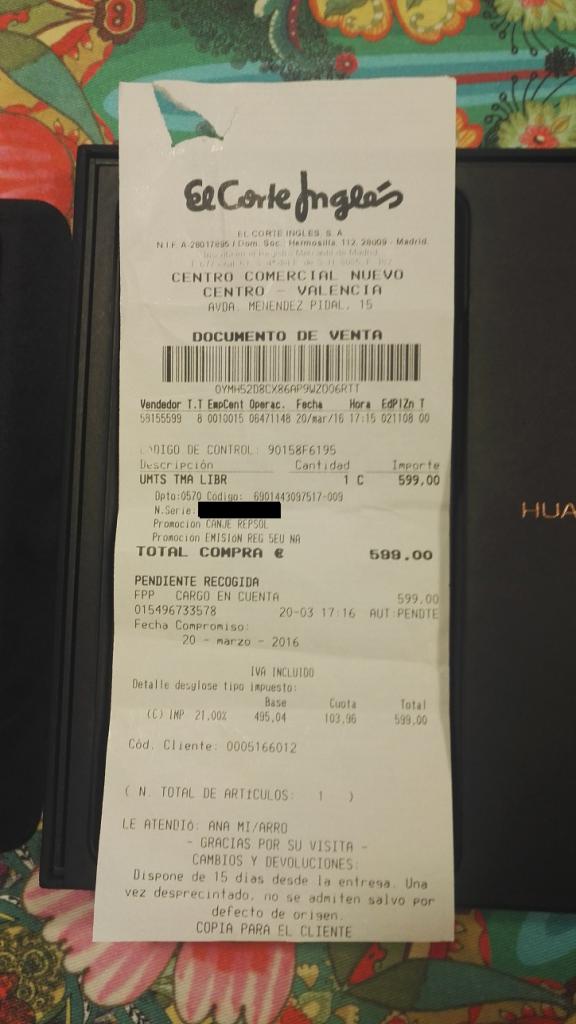 El Corte Inglés
EL CORTE INGLES. S. A.
N.I.F. A-28017895 / Dom. Soc.: Hermosilla, 112, 28009 - Madrid.
CENTRO COMERCIAL NUEVO
CENTRO - VALENCIA
AVDA. MENENDEZ PIDAL, 15
DOCUMENTO DE VENTA
0YMH52D8CX86AP9WZ006RTT
Vendedor T.T EmpCent Operac. Fecha Hora EdPlZn T
59155599 8 0010015 06471148 20/mar/16 17:15 021108 00
CODIGO DE CONTROL: 90158F6195
Descripción Cantidad Importe
UMTS TMA LIBR 1 C 599,00
Dpto:0570 Código: 6901443097517-009
N.Serie:
Promocion CANJE REPSOL
Promocion EMISION REG 5EU NA
TOTAL COMPRA € 599.00
PENDIENTE RECOGIDA
FPP CARGO EN CUENTA 599,00
015496733578 20-03 17:16 AUT:PENDTE
Fecha Compromiso:
20 - marzo - 2016
IVA INCLUIDO
Detalle desglose tipo impuesto:
Base Cuota Total
(C) IMP 21,00% 495,04 103,96 599,00
Cód. Cliente: 0005166012
( N. TOTAL DE ARTÍCULOS: 1 )
LE ATENDIÓ: ANA MI/ARRO
- GRACIAS POR SU VISITA -
CAMBIOS Y DEVOLUCIONES:
Dispone de 15 dias desde la entrega. Una
vez desprecintado, no se admiten salvo por
defecto de origen.
COPIA PARA EL CLIENTE
HUA